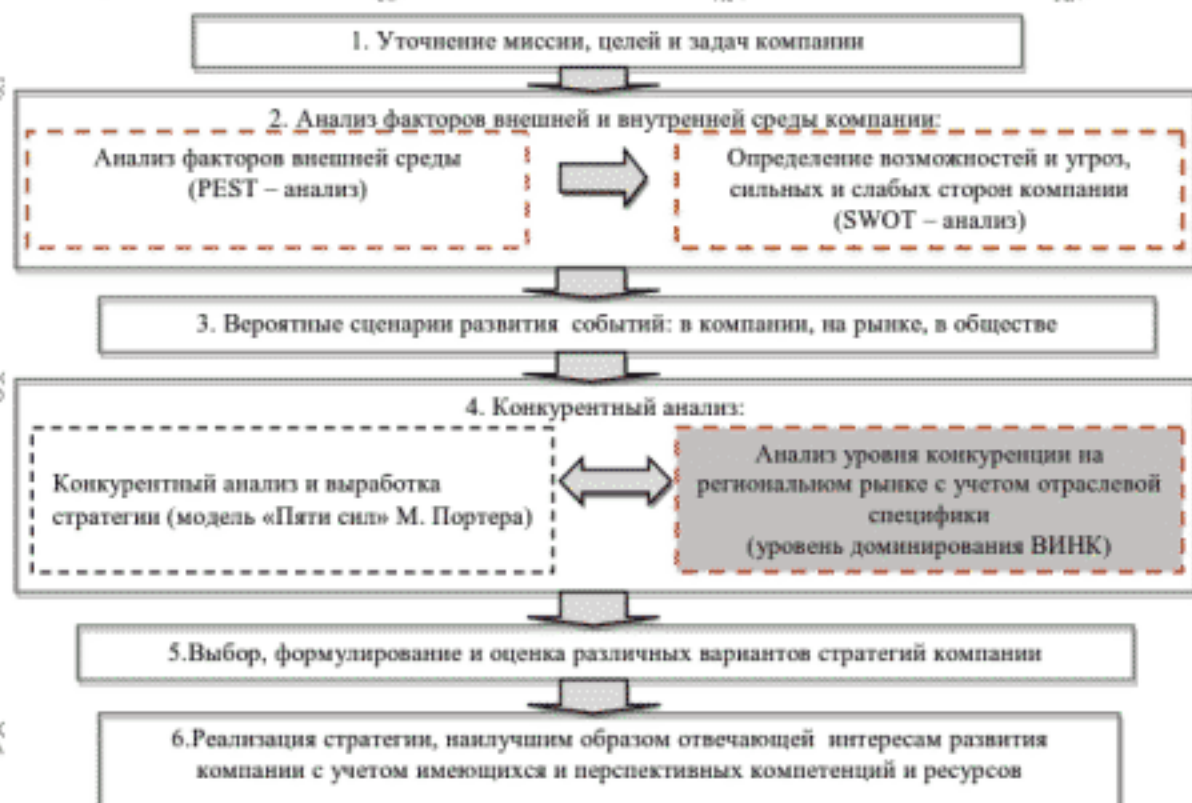 1. Уточнение миссии, целей и задач компании
2. Анализ факторов внешней и внутренней среды компании:
Анализ факторов внешней среды
(PEST – анализ)
Определение возможностей и угроз,
сильных и слабых сторон компании
(SWOT – анализ)
3. Вероятные сценарии развития событий: в компании, на рынке, в обществе
4. Конкурентный анализ:
Конкурентный анализ и выработка
стратегии (модель «Пяти сил» М. Портера)
Анализ уровня конкуренции на
региональном рынке с учетом отраслевой
специфики
(уровень доминирования ВИНК)
5.Выбор, формулирование и оценка различных вариантов стратегий компании
6.Реализация стратегии, наилучшим образом отвечающей интересам развития
компании с учетом имеющихся и перспективных компетенций и ресурсов